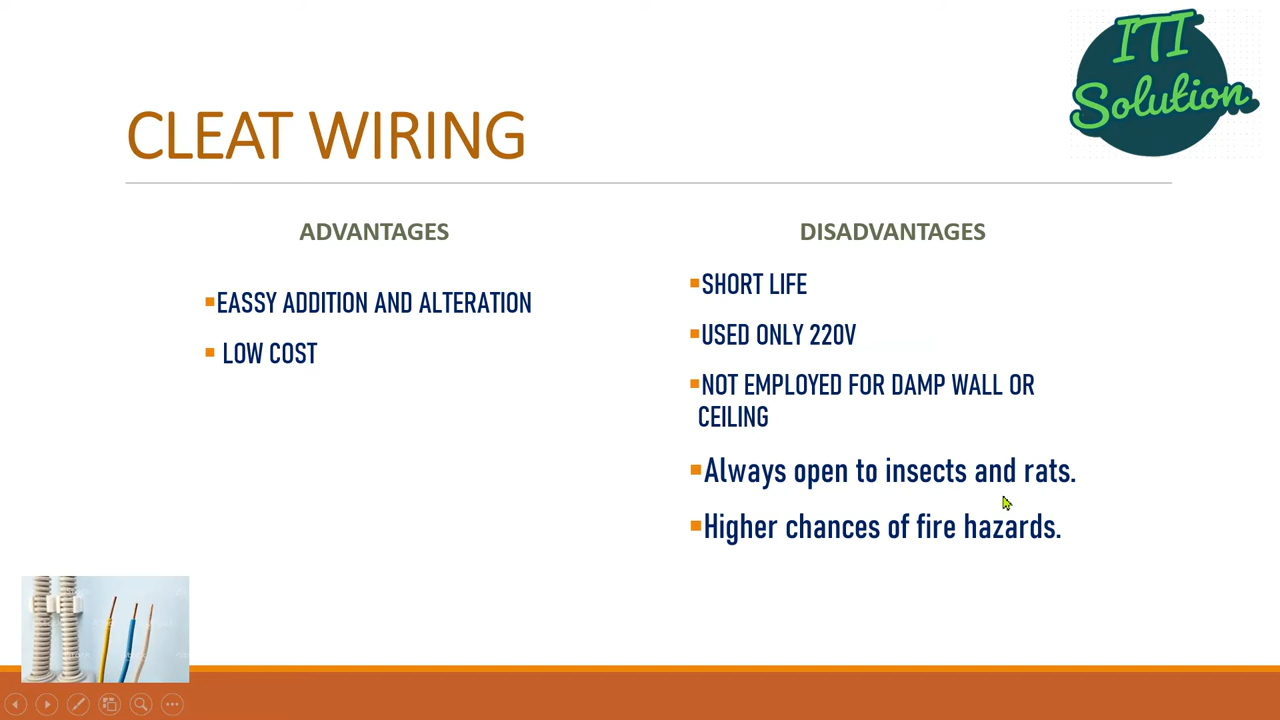 ITI
Solution
CLEAT WIRING
ADVANTAGES
EASSY ADDITION AND ALTERATION
LOW COST
DISADVANTAGES
SHORT LIFE
USED ONLY 220V
NOT EMPLOYED FOR DAMP WALL OR
CEILING
Always open to insects and rats.
Higher chances of fire hazards.